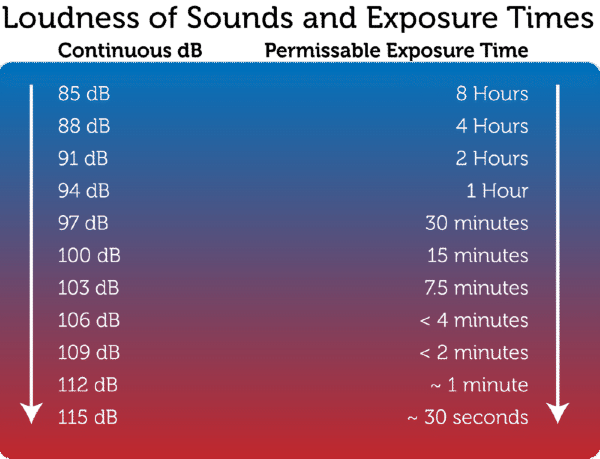 Loudness of Sounds and Exposure Times
Continuous dB Permissable Exposure Time
85 dB 8 Hours
88 dB 4 Hours
91 dB 2 Hours
94 dB 1 Hour
97 dB 30 minutes
100 dB 15 minutes
103 dB 7.5 minutes
106 dB < 4 minutes
109 dB < 2 minutes
112 dB ~ 1 minute
115 dB ~ 30 seconds